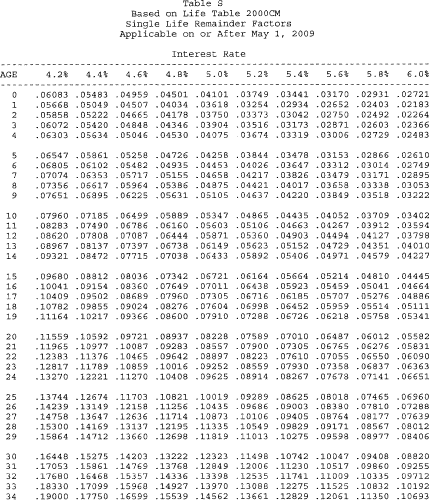 Table S
Based on Life Table 2000CM
Single Life Remainder Factors
Applicable on or After May 1, 2009
Interest Rate
AGE 4.2% 4.4% 4.6% 4.8% 5.0% 5.2% 5.4% 5.6% 5.8% 6.0%
0 .06083 .05483 .04959 .04501 .04101 .03749 .03441 .03170 .02931 .02721
1 .05668 .05049 .04507 .04034 .03618 .03254 .02934 .02652 .02403 .02183
2 .05858 .05222 .04665 .04178 .03750 .03373 .03042 .02750 .02492 .02264
3 .06072 .05420 .04848 .04346 .03904 .03516 .03173 .02871 .02603 .02366
4 .06303 .05634 .05046 .04530 .04075 .03674 .03319 .03006 .02729 .02483
5 .06547 .05861 .05258 .04726 .04258 .03844 .03478 .03153 .02866 .02610
6 .06805 .06102 .05482 .04935 .04453 .04026 .03647 .03312 .03014 .02749
7 .07074 .06353 .05717 .05155 .04658 .04217 .03826 .03479 .03171 .02895
8 .07356 .06617 .05964 .05386 .04875 .04421 .04017 .03658 .03338 .03053
9 .07651 .06895 .06225 .05631 .05105 .04637 .04220 .03849 .03518 .03222
10 .07960 .07185 .06499 .05889 .05347 .04865 .04435 .04052 .03709 .03402
11 .08283 .07490 .06786 .06160 .05603 .05106 .04663 .04267 .03912 .03594
12 .08620 .07808 .07087 .06444 .05871 .05360 .04903 .04494 .04127 .03798
13 .08967 .08137 .07397 .06738 .06149 .05623 .05152 .04729 .04351 .04010
14 .09321 .08472 .07715 .07038 .06433 .05892 .05406 .04971 .04579 .04227
15 .09680 .08812 .08036 .07342 .06721 .06164 .05664 .05214 .04810 .04445
16 .10041 .09154 .08360 .07649 .07011 .06438 .05923 .05459 .05041 .04664
17 .10409 .09502 .08689 .07960 .07305 .06716 .06185 .05707 .05276 .04886
18 .10782 .09855 .09024 .08276 .07604 .06998 .06452 .05959 .05514 .05111
19 .11164 .10217 .09366 .08600 .07910 .07288 .06726 .06218 .05758 .05341
20 .11559 .10592 .09721 .08937 .08228 .07589 .07010 .06487 .06012 .05582
21 .11965 .10977 .10087 .09283 .08557 .07900 .07305 .06765 .06276 .05831
22 .12383 .11376 .10465 .09642 .08897 .08223 .07610 .07055 .06550 .06090
23 .12817 .11789 .10859 .10016 .09252 .08559 .07930 .07358 .06837 .06363
24 .13270 .12221 .11270 .10408 .09625 .08914 .08267 .07678 .07141 .06651
25 .13744 .12674 .11703 .10821 .10019 .09289 .08625 .08018 .07465 .06960
26 .14239 .13149 .12158 .11256 .10435 .09686 .09003 .08380 .07810 .07288
27 .14758 .13647 .12636 .11714 .10873 .10106 .09405 .08764 .08177 .07639
28 .15300 .14169 .13137 .12195 .11335 .10549 .09829 .09171 .08567 .08012
29 .15864 .14712 .13660 .12698 .11819 .11013 .10275 .09598 .08977 .08406
30 .16448 .15275 .14203 .13222 .12323 .11498 .10742 .10047 .09408 .08820
31 .17053 .15861 .14769 .13768 .12849 .12006 .11230 .10517 .09860 .09255
32 .17680 .16468 .15357 .14336 .13398 .12535 .11741 .11009 .10335 .09712
33 .18330 .17099 .15968 .14927 .13970 .13088 .12275 .11525 .10832 .10192
34 .19000 .17750 .16599 .15539 .14562 .13661 .12829 .12061 .11350 .10693